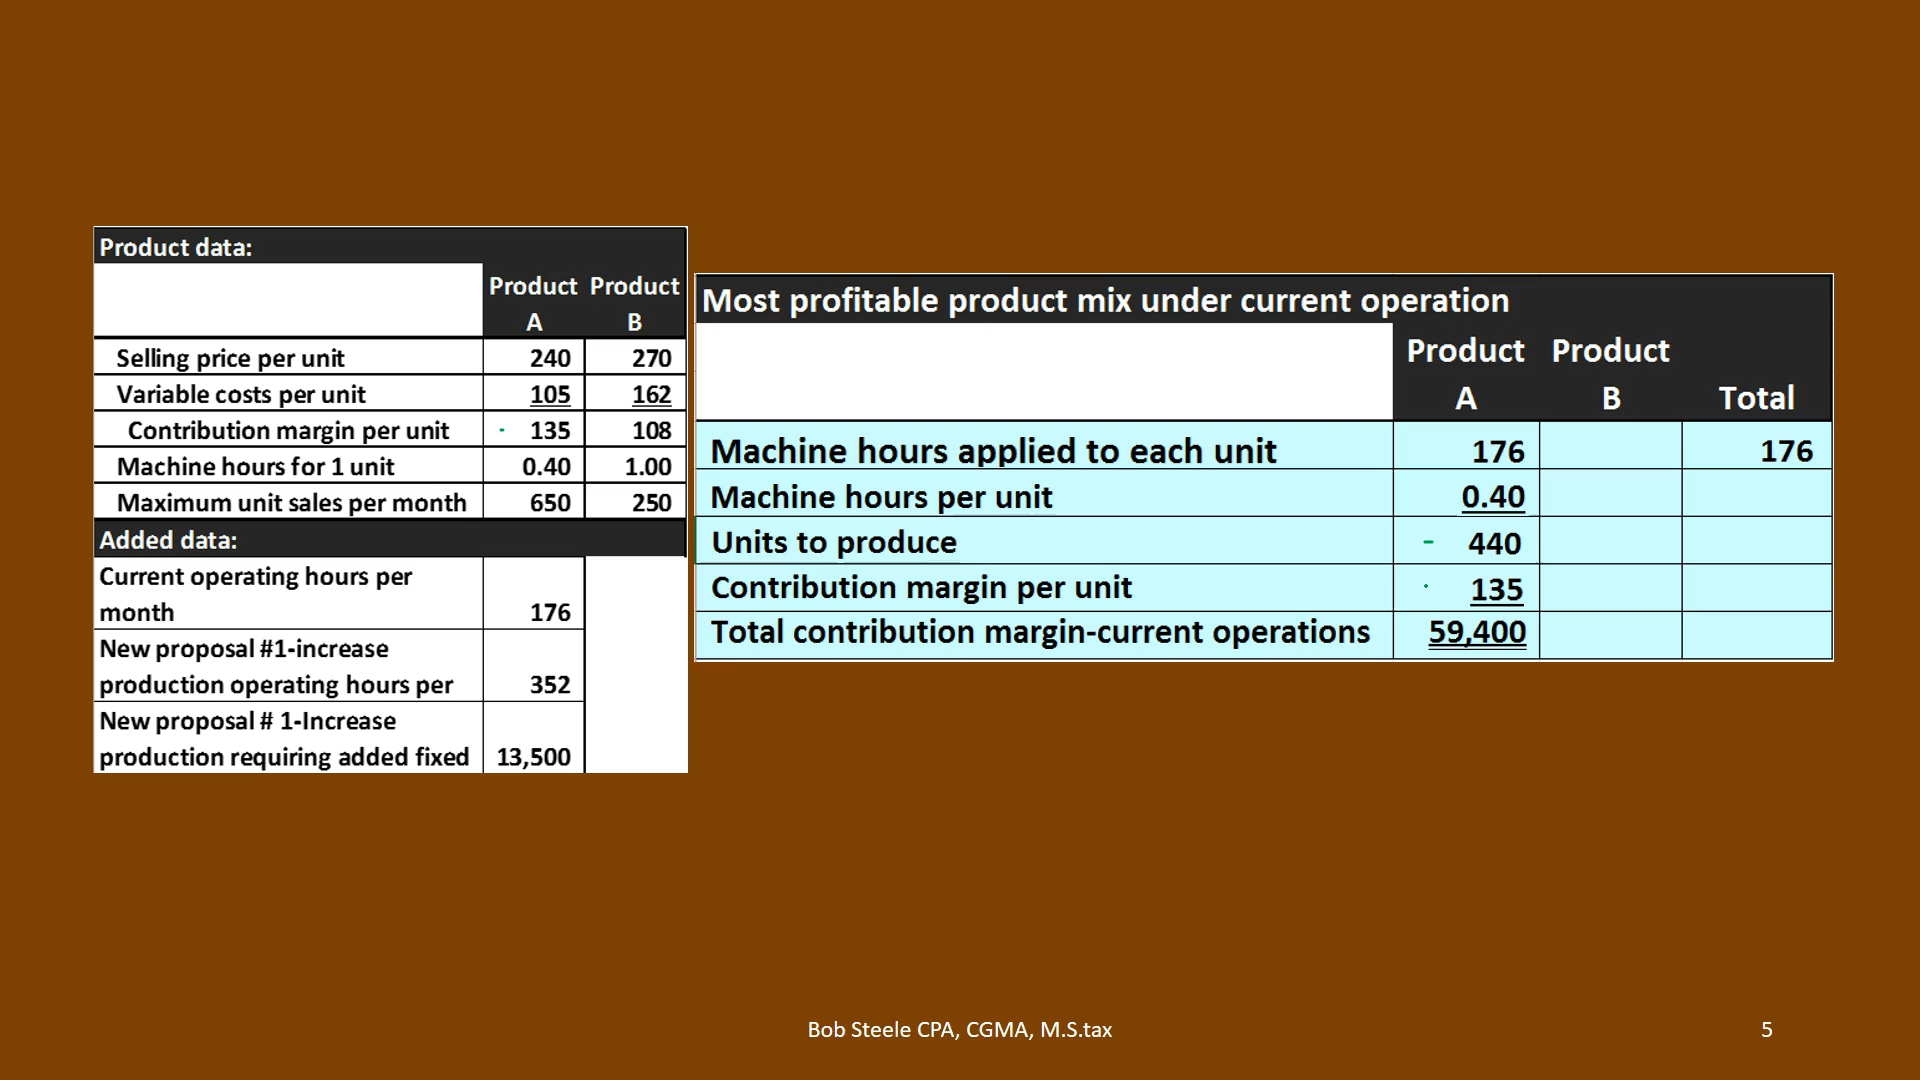 Product data:
Product A Product B
Selling price per unit 240 270
Variable costs per unit 105 162
Contribution margin per unit 135 108
Machine hours for 1 unit 0.40 1.00
Maximum unit sales per month 650 250
Added data:
Current operating hours per
month 176
New proposal #1-increase
production operating hours per 352
New proposal # 1-Increase
production requiring added fixed 13,500
Most profitable product mix under current operation
Product A Product B Total
Machine hours applied to each unit 176 176
Machine hours per unit 0.40
Units to produce 440
Contribution margin per unit 135
Total contribution margin-current operations 59,400
Bob Steele CPA, CGMA, M.S.tax
5